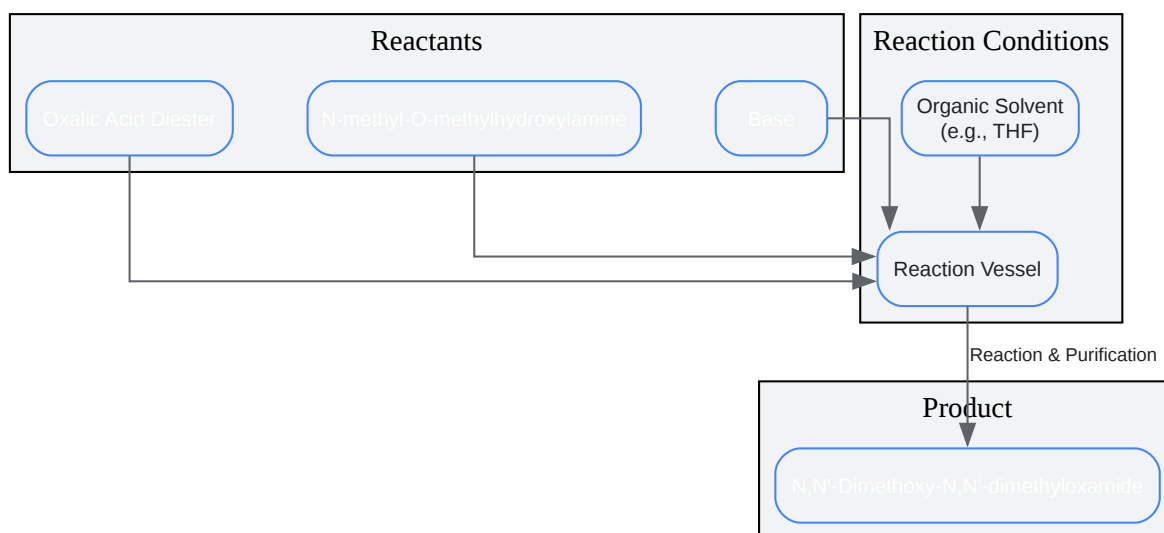 Reactants
Reaction Conditions
Oxalic Acid Diester
N-methyl-O-methylhydroxylamine
Base
Organic Solvent
(e.g., THF)
Reaction Vessel
Reaction & Purification
Product
N,N'-Dimethoxy-N,N'-dimethyloxamide